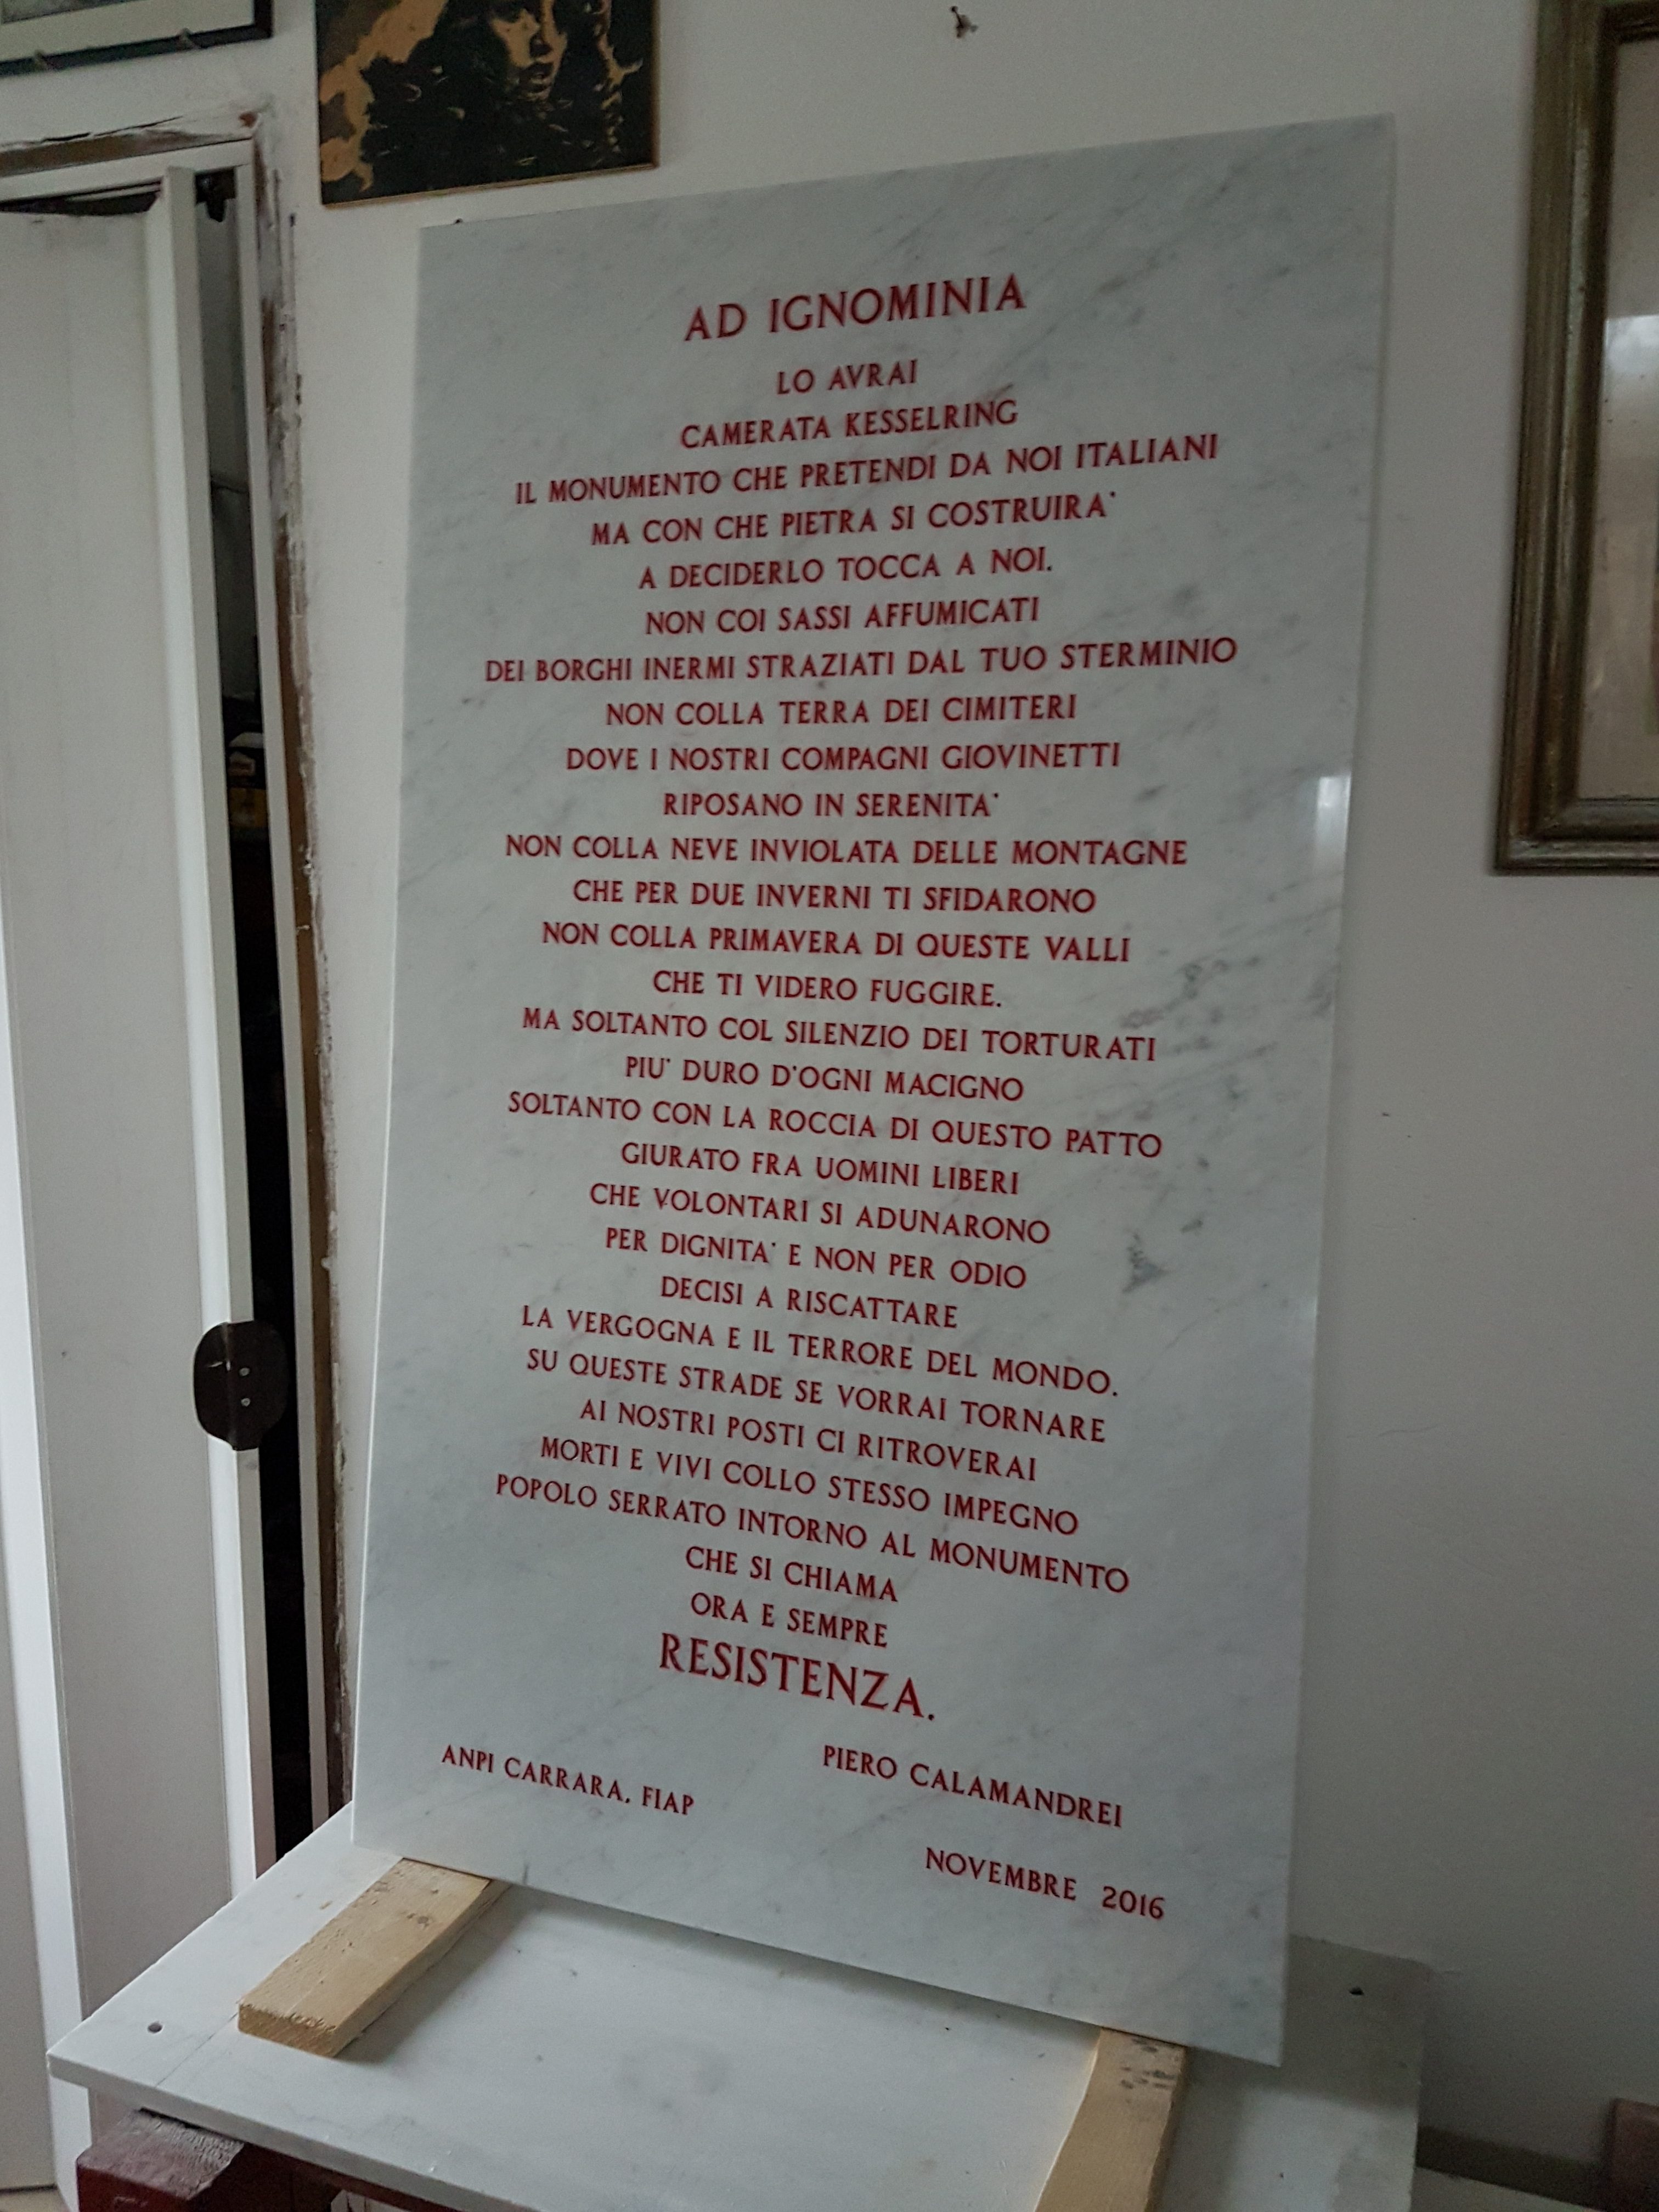 AD IGNOMINIA
LO AVRAI
CAMERATA KESSELRING
IL MONUMENTO CHE PRETENDI DA NOI ITALIANI
MA CON CHE PIETRA SI COSTRUIRA'
A DECIDERLO TOCCA A NOI.
NON COI SASSI AFFUMICATI
DEI BORGHI INERMI STRAZIATI DAL TUO STERMINIO
NON COLLA TERRA DEI CIMITERI
DOVE I NOSTRI COMPAGNI GIOVINETTI
RIPOSANO IN SERENITA'
NON COLLA NEVE INVIOLATA DELLE MONTAGNE
CHE PER DUE INVERNI TI SFIDARONO
NON COLLA PRIMAVERA DI QUESTE VALLI
CHE TI VIDERO FUGGIRE.
MA SOLTANTO COL SILENZIO DEI TORTURATI
PIU' DURO D'OGNI MACIGNO
SOLTANTO CON LA ROCCIA DI QUESTO PATTO
GIURATO FRA UOMINI LIBERI
CHE VOLONTARI SI ADUNARONO
PER DIGNITA' E NON PER ODIO
DECISI A RISCATTARE
LA VERGOGNA E IL TERRORE DEL MONDO.
SU QUESTE STRADE SE VORRAI TORNARE
AI NOSTRI POSTI CI RITROVERAI
MORTI E VIVI COLLO STESSO IMPEGNO
POPOLO SERRATO INTORNO AL MONUMENTO
CHE SI CHIAMA
ORA E SEMPRE
RESISTENZA.
PIERO CALAMANDREI
ANPI CARRARA, FIAP
NOVEMBRE 2016